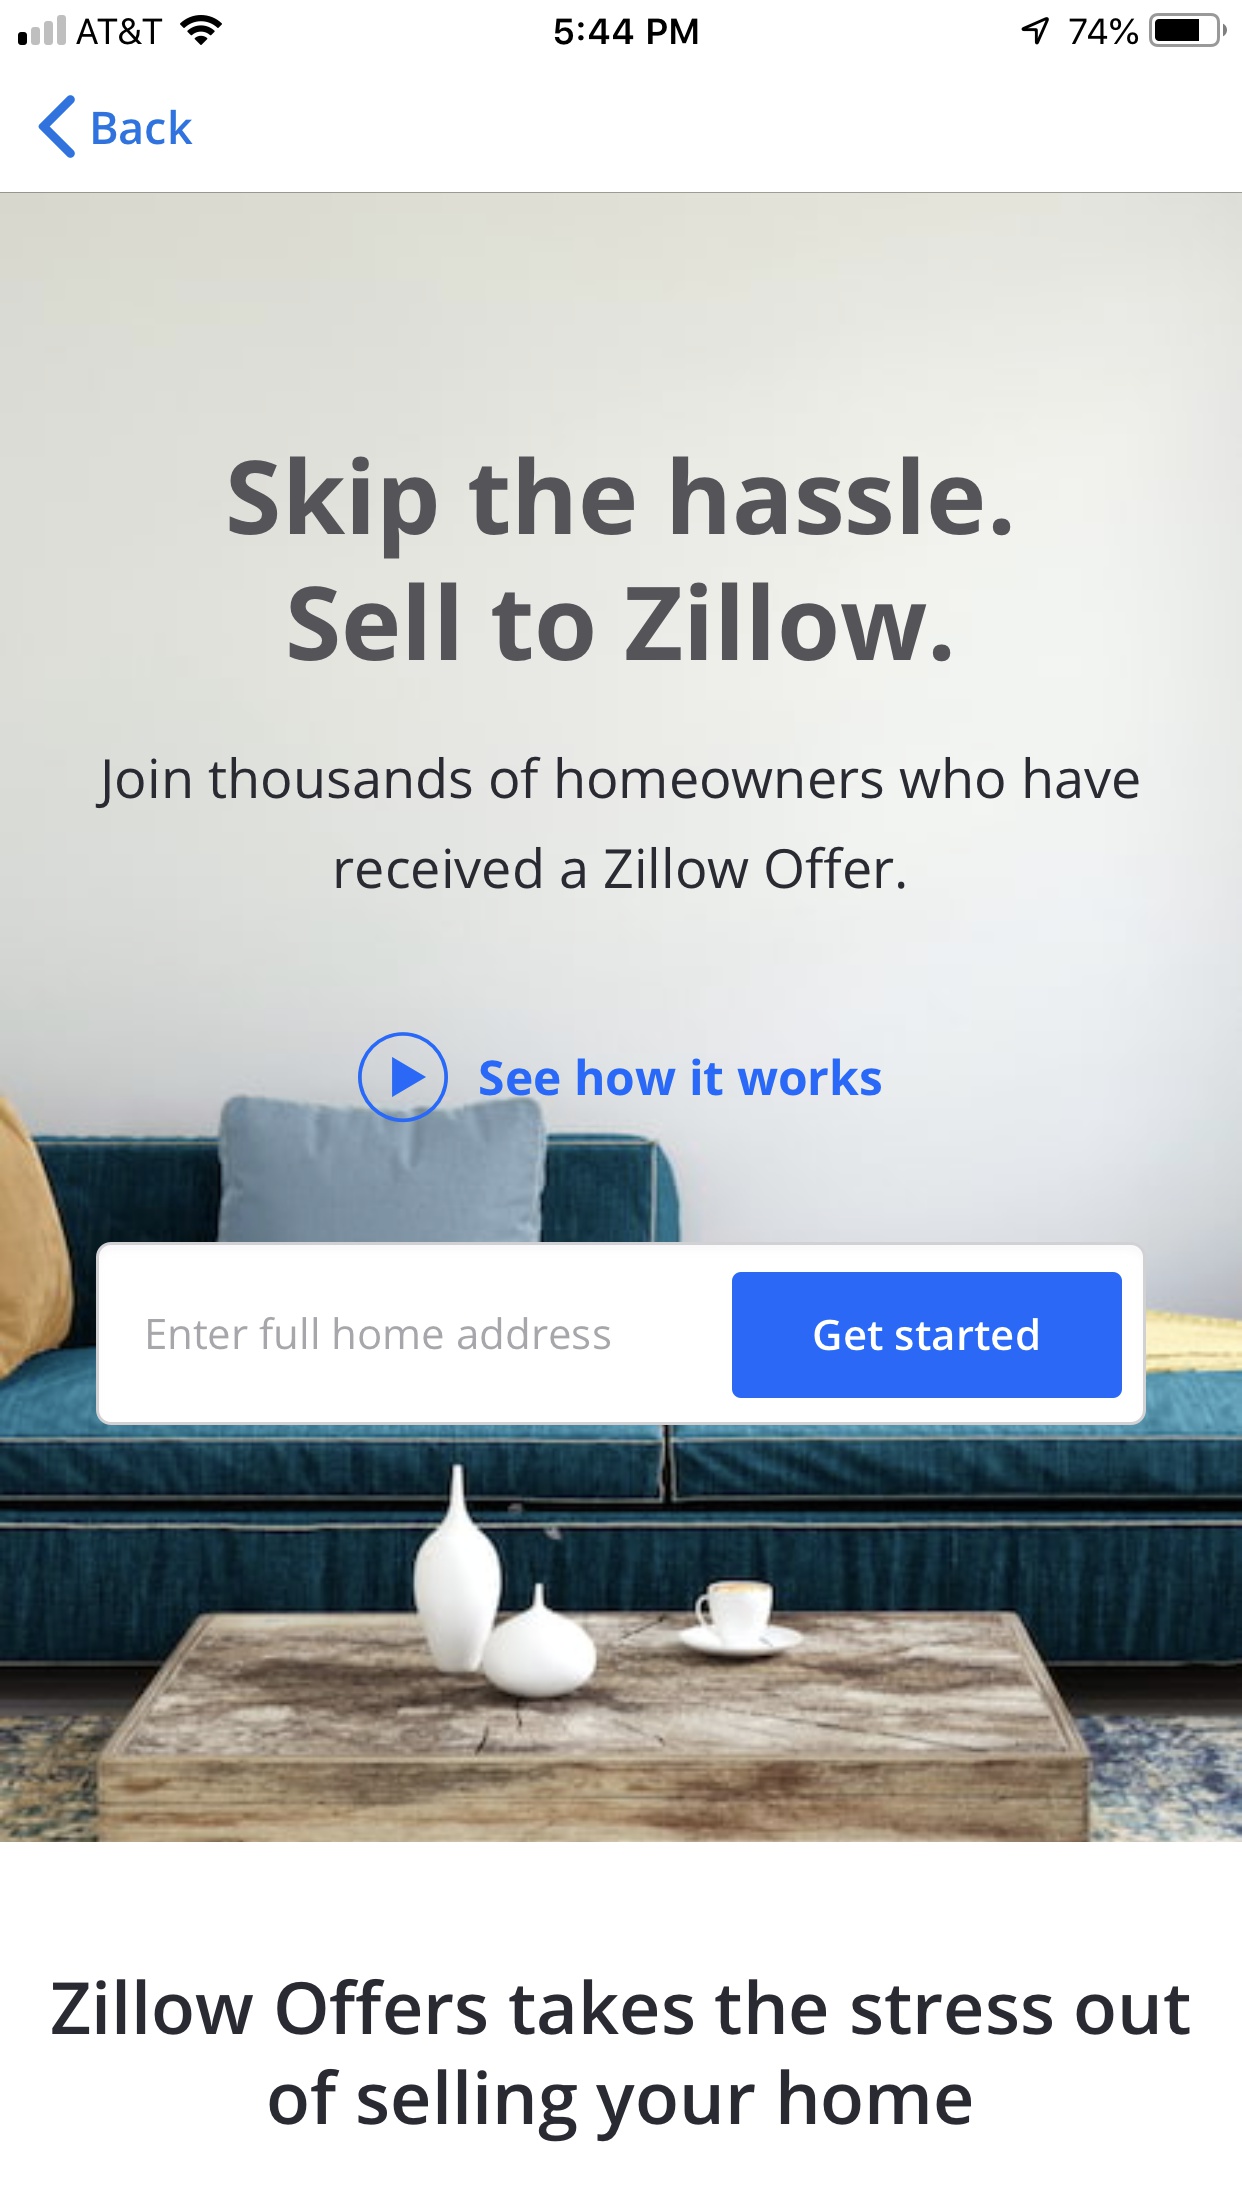 AT&T 5:44 PM 74%
Back
Skip the hassle.
Sell to Zillow.
Join thousands of homeowners who have
received a Zillow Offer.
See how it works
Enter full home address Get started
Zillow Offers takes the stress out
of selling your home